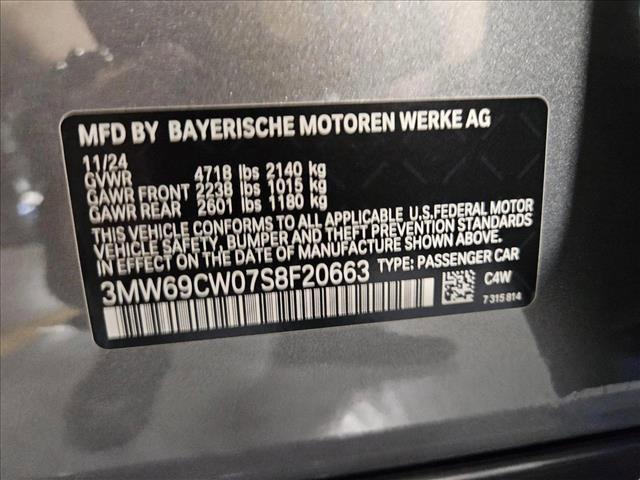 MFD BY BAYERISCHE MOTOREN WERKE AG
11/24
GVWR 4718 lbs 2140 kg
GAWR FRONT 2238 lbs 1015 kg
GAWR REAR 2601 lbs 1180 kg
THIS VEHICLE CONFORMS TO ALL APPLICABLE U.S.FEDERAL MOTOR
VEHICLE SAFETY, BUMPER, AND THEFT PREVENTION STANDARDS
IN EFFECT ON THE DATE OF MANUFACTURE SHOWN ABOVE.
3MW69CW07S8F20663 TYPE: PASSENGER CAR
C4W
7315814